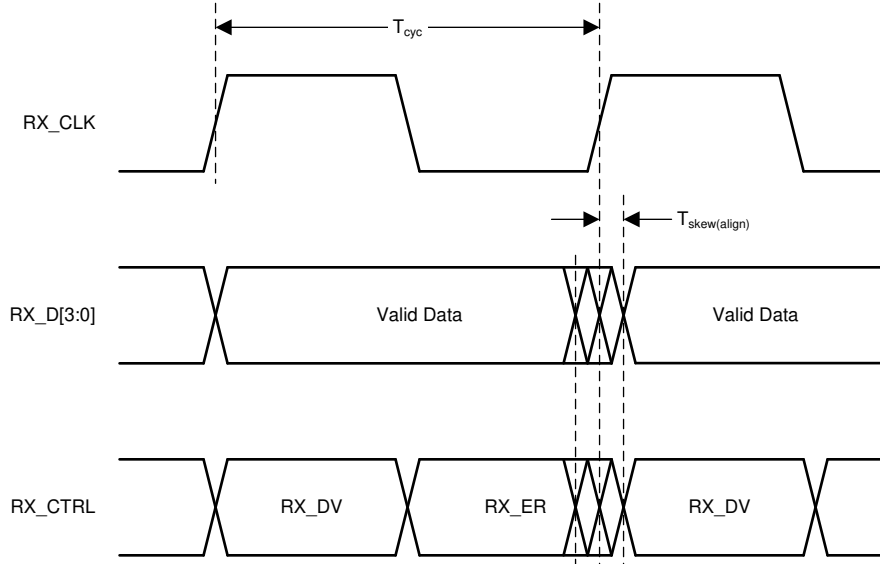 T_cyc
RX_CLK
T_skew(align)
RX_D[3:0] Valid Data Valid Data
RX_CTRL RX_DV RX_ER RX_DV